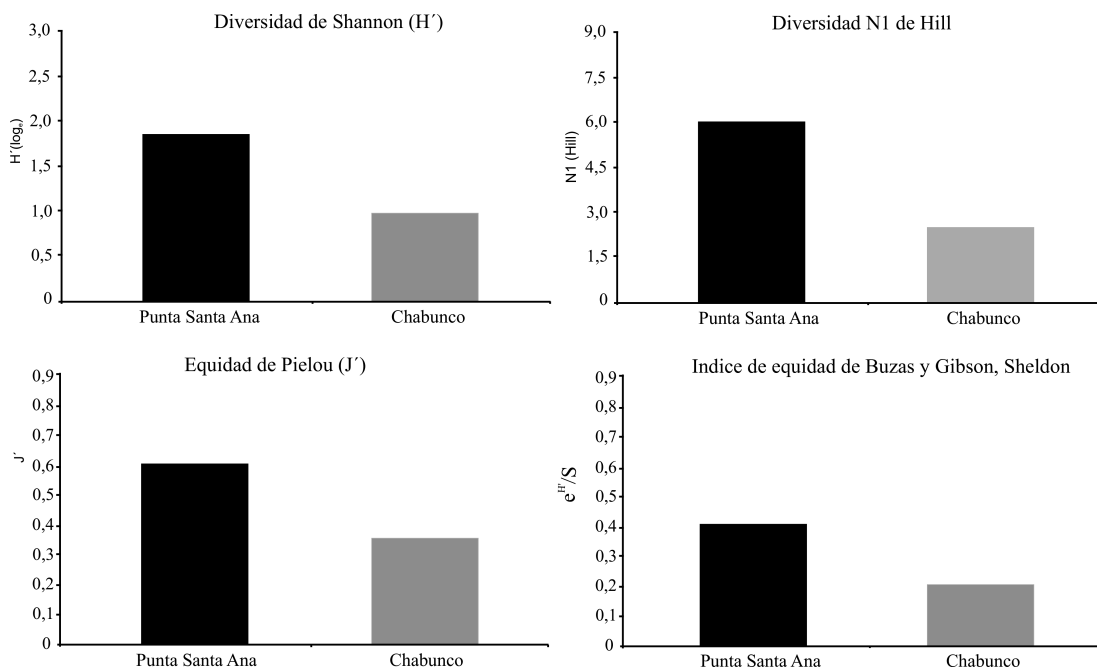 Diversidad de Shannon (H´)
3,0
2,5
2,0
1,5
1,0
0,5
0
H´(logₑ)
Punta Santa Ana
Chabunco
Diversidad N1 de Hill
9,0
7,5
6,0
4,5
3,0
1,5
0
N1 (Hill)
Punta Santa Ana
Chabunco
Equidad de Pielou (J´)
0,9
0,8
0,7
0,6
0,5
0,4
0,3
0,2
0,1
0
J´
Punta Santa Ana
Chabunco
Indice de equidad de Buzas y Gibson, Sheldon
0,9
0,8
0,7
0,6
0,5
0,4
0,3
0,2
0,1
0
e^H'/S
Punta Santa Ana
Chabunco